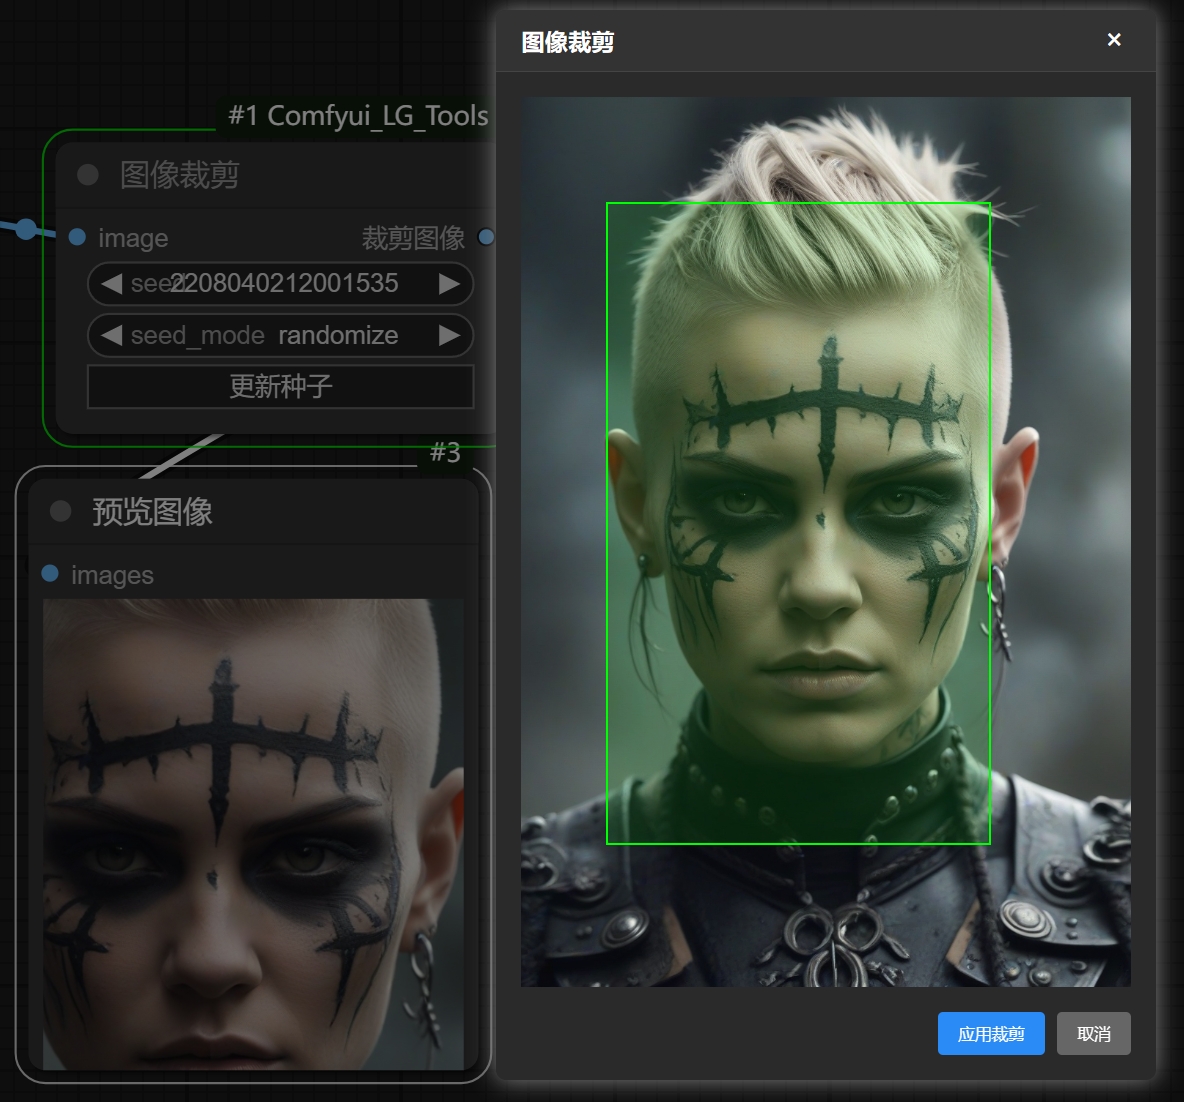 #1 Comfyui_LG_Tools
图像裁剪
image
裁剪图像
seed
2208040212001535
seed_mode randomize
更新种子
#3
预览图像
images
图像裁剪
×
应用裁剪
取消